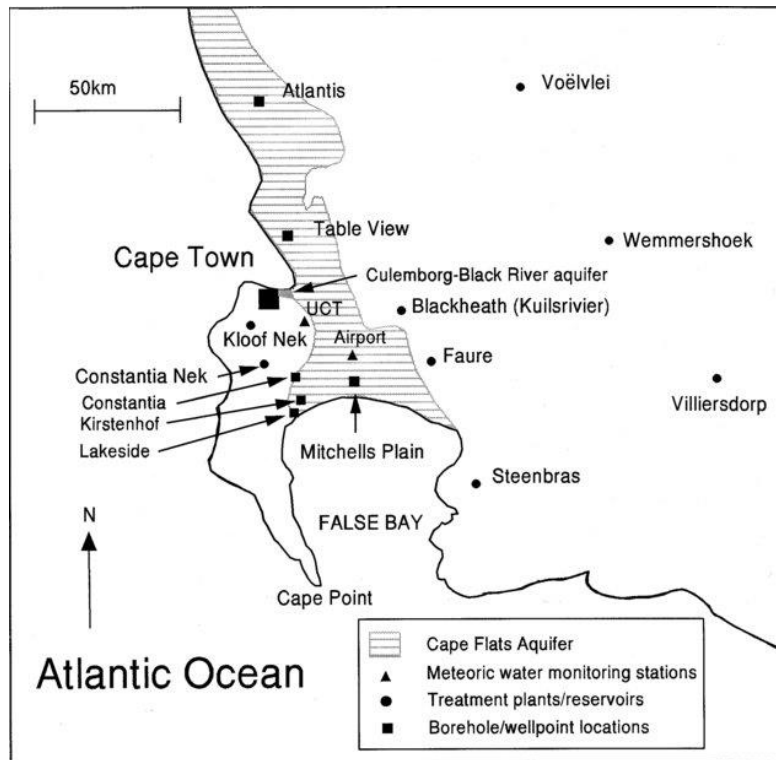 50km
Atlantis
Voëlvlei
Table View
Wemmershoek
Cape Town
Culemborg-Black River aquifer
UCT
Blackheath (Kuilsrivier)
Kloof Nek
Airport
Faure
Constantia Nek
Constantia
Kirstenhof
Lakeside
Villiersdorp
Mitchells Plain
Steenbras
N
FALSE BAY
Cape Point
Atlantic Ocean
Cape Flats Aquifer
Meteoric water monitoring stations
Treatment plants/reservoirs
Borehole/wellpoint locations